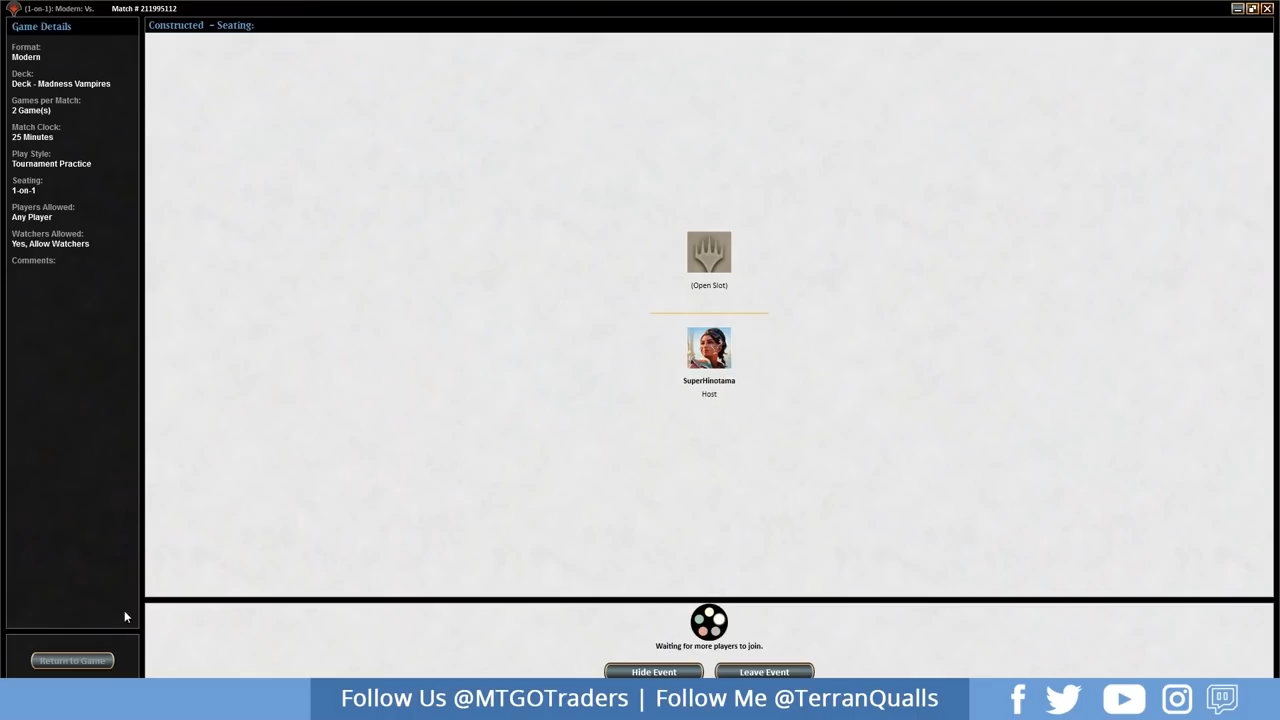 (1-on-1): Modern: Vs. Match # 211995112
Game Details
Format:
Modern
Deck:
Deck - Madness Vampires
Games per Match:
2 Game(s)
Match Clock:
25 Minutes
Play Style:
Tournament Practice
Seating:
1-on-1
Players Allowed:
Any Player
Watchers Allowed:
Yes, Allow Watchers
Comments:
Return to Game
Constructed - Seating:
(Open Slot)
SuperHinotama
Host
Waiting for more players to join.
Hide Event Leave Event
Follow Us @MTGOTraders | Follow Me @TerranQualls